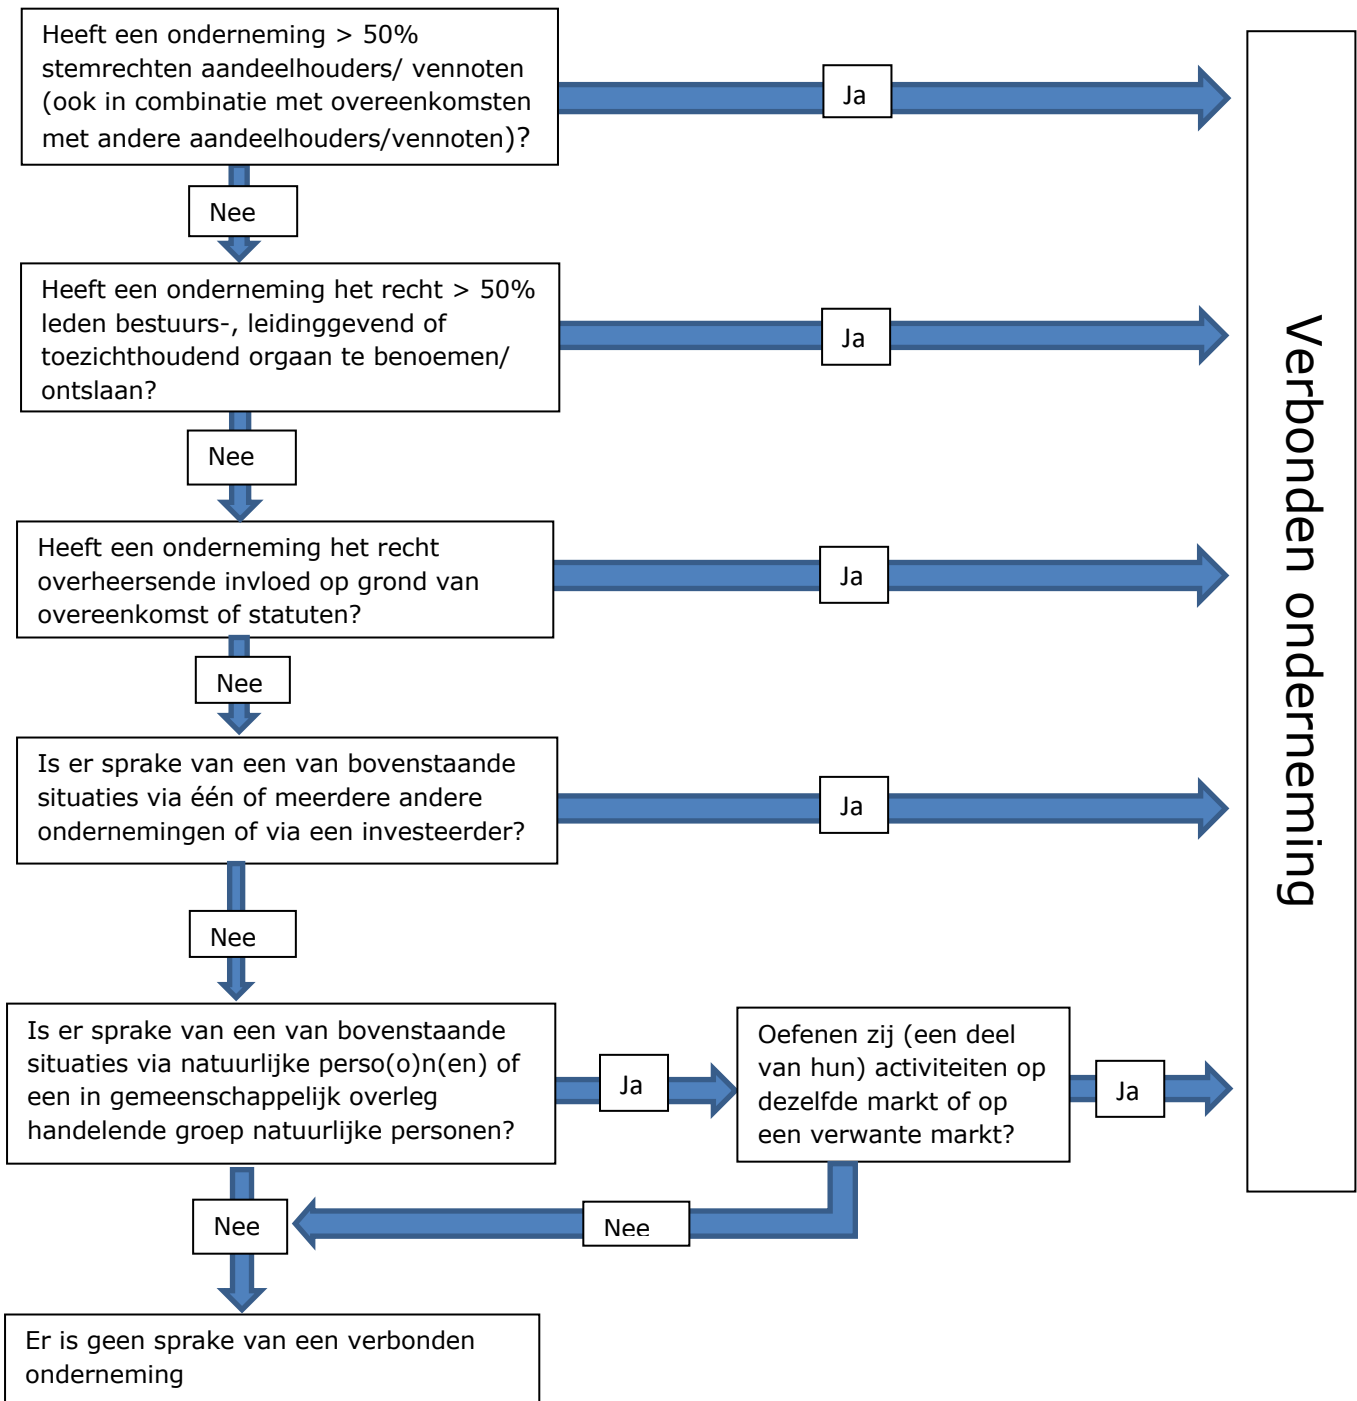 Heeft een onderneming > 50%
stemrechten aandeelhouders/ vennoten
(ook in combinatie met overeenkomsten
met andere aandeelhouders/vennoten)?
Ja
Nee
Heeft een onderneming het recht > 50%
leden bestuurs-, leidinggevend of
toezichthoudend orgaan te benoemen/
ontslaan?
Ja
Nee
Heeft een onderneming het recht
overheersende invloed op grond van
overeenkomst of statuten?
Ja
Nee
Is er sprake van een van bovenstaande
situaties via één of meerdere andere
ondernemingen of via een investeerder?
Ja
Nee
Is er sprake van een van bovenstaande
situaties via natuurlijke perso(o)n(en) of
een in gemeenschappelijk overleg
handelende groep natuurlijke personen?
Ja
Oefenen zij (een deel
van hun) activiteiten op
dezelfde markt of op
een verwante markt?
Ja
Nee
Nee
Er is geen sprake van een verbonden
onderneming
Verbonden onderneming